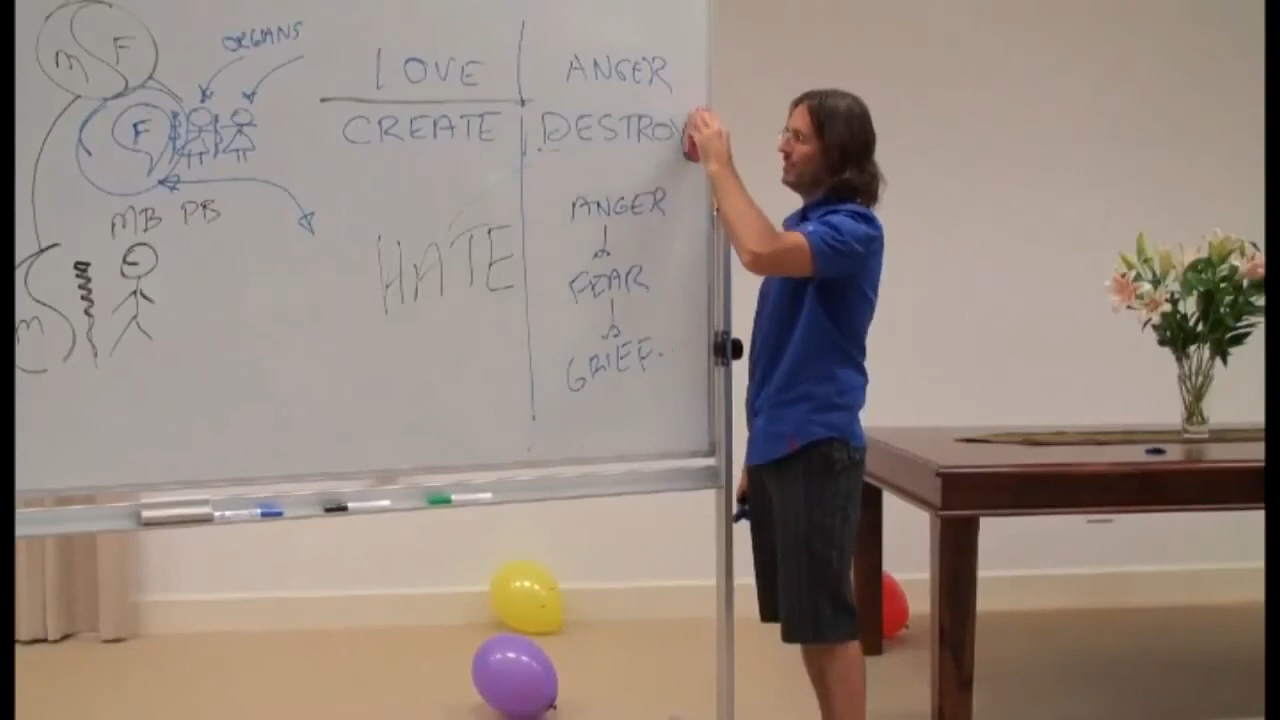 M F
ORGANS
F
MB PB
M
LOVE ANGER
CREATE DESTROY
HATE
ANGER
FEAR
GRIEF.